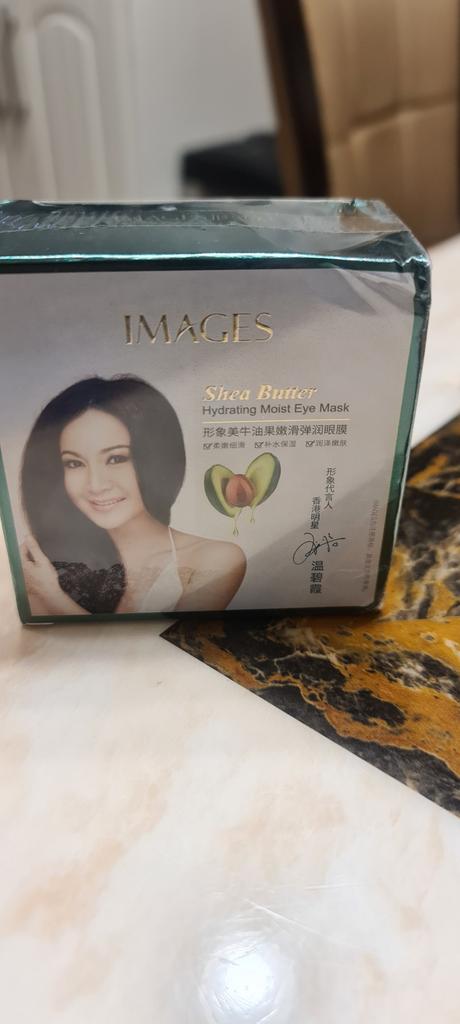 IMAGES
Shea Butter
Hydrating Moist Eye Mask
形象美牛油果嫩滑弹润眼膜
柔嫩细滑 补水保湿 润泽嫩肤
形象代言人
香港明星
温碧霞